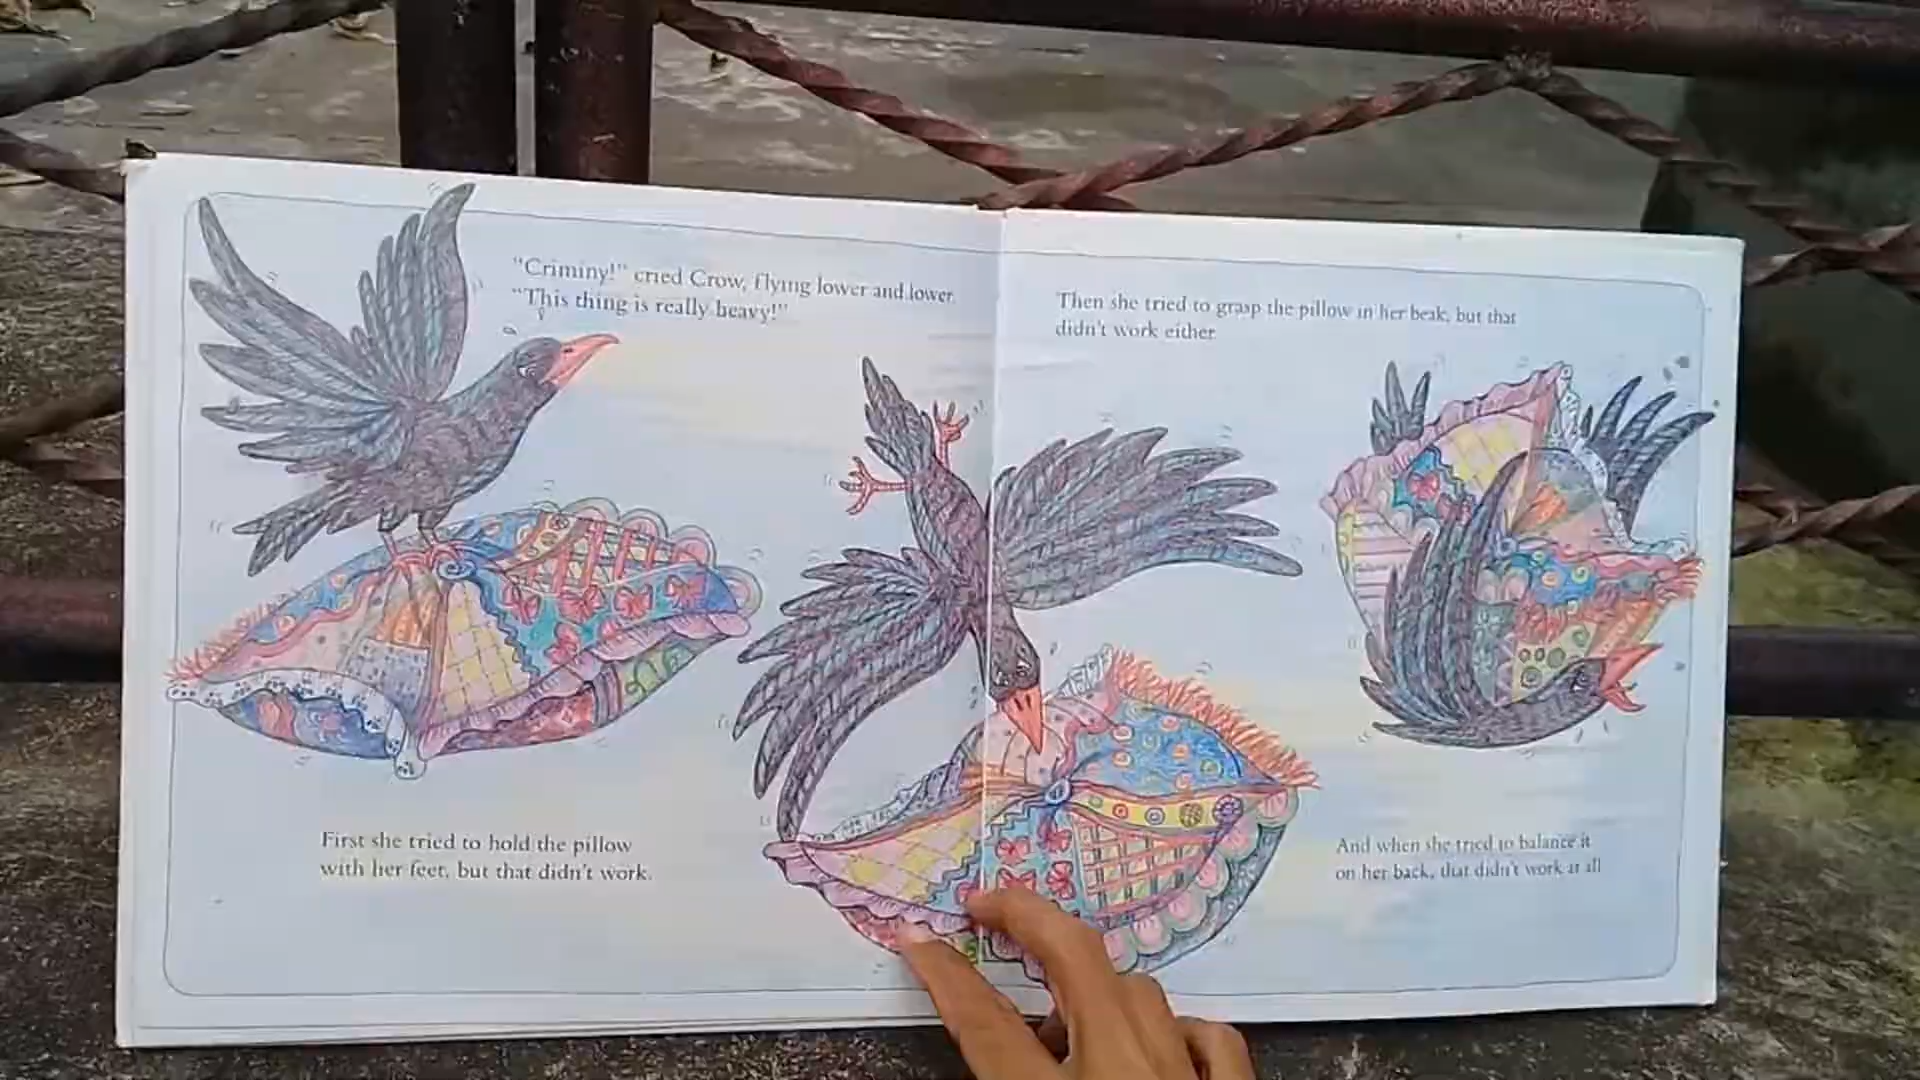 "Criminy!" cried Crow, flying lower and lower.
"This thing is really heavy!"
First she tried to hold the pillow
with her feet, but that didn't work.
Then she tried to grasp the pillow in her beak, but that
didn't work either.
And when she tried to balance it
on her back, that didn't work at all